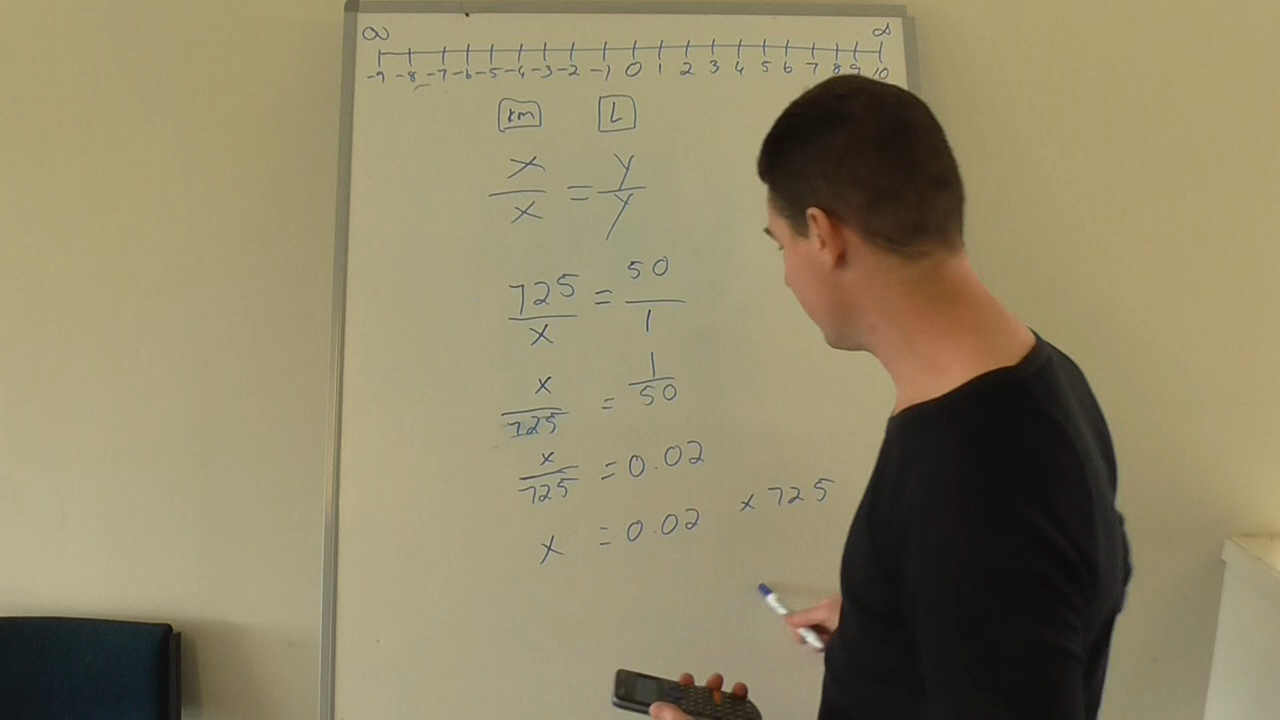 ∞ ∞
-9 -8 -7 -6 -5 -4 -3 -2 -1 0 1 2 3 4 5 6 7 8 9 10
km L
x/x = y/y
725/x = 50/1
x/725 = 1/50
x/725 = 0.02
x = 0.02 x 725